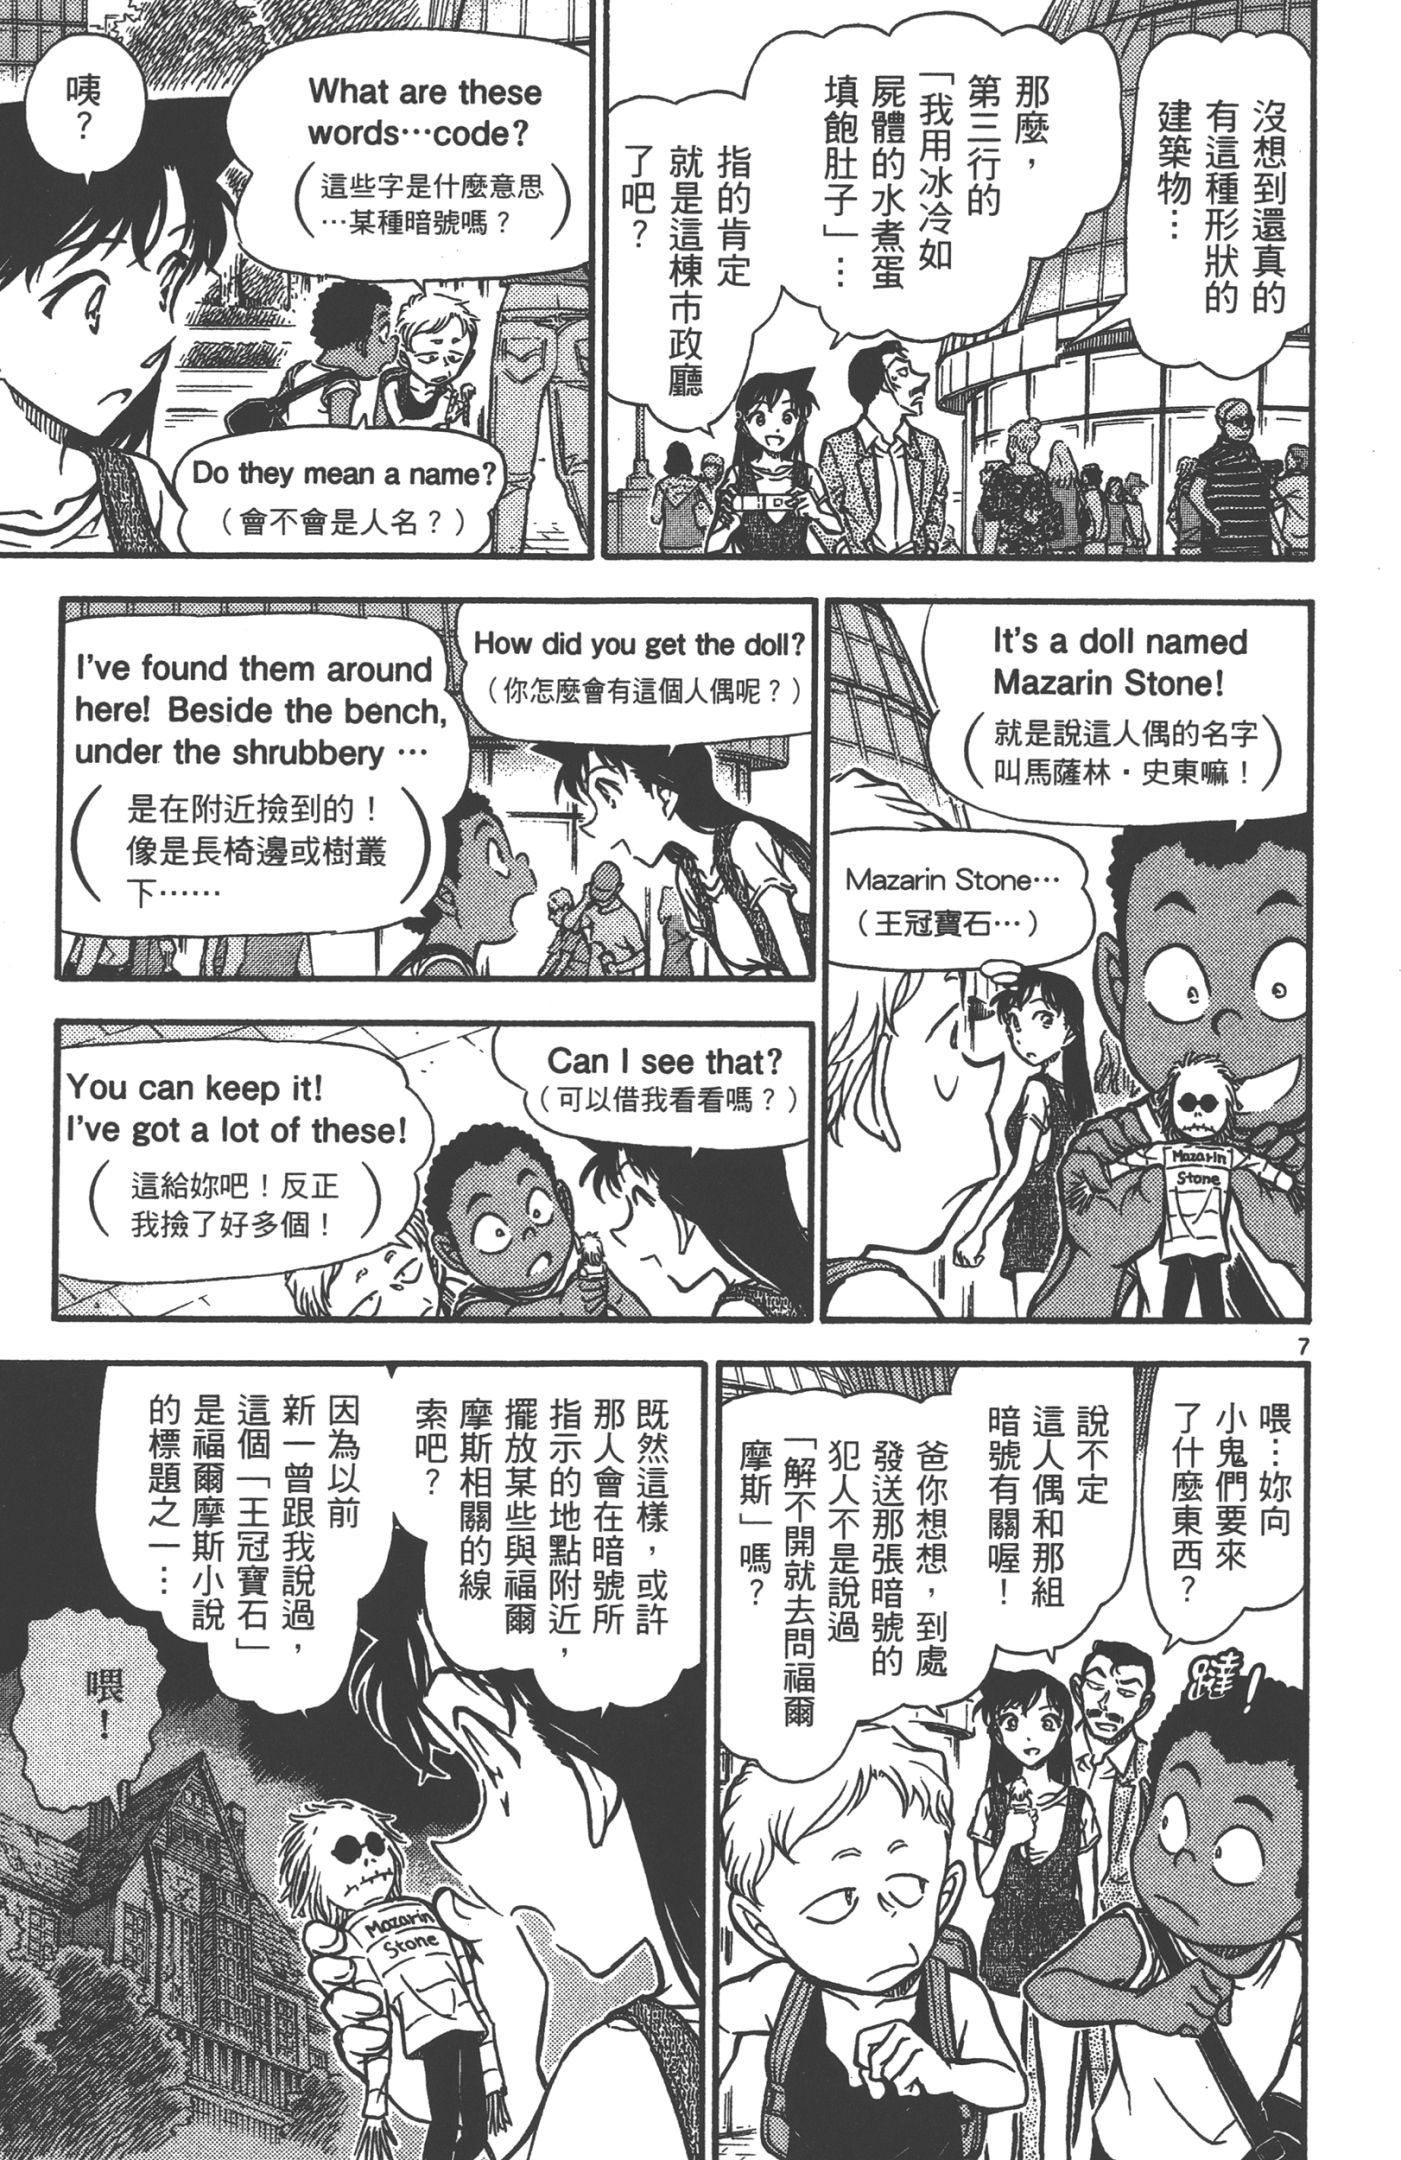 沒想到還真的
有這種形狀的
建築物…
那麼，
第三行的
「我用冰冷如
屍體的水煮蛋
填飽肚子」…
指的肯定
就是這棟市政廳
了吧？
What are these
words…code?
（這些字是什麼意思
…某種暗號嗎？）
Do they mean a name?
（會不會是人名？）
咦？
It's a doll named
Mazarin Stone!
（就是說這人偶的名字
叫馬薩林·史東嘛！）
Mazarin Stone…
（王冠寶石…）
Mazarin
Stone
How did you get the doll?
（你怎麼會有這個人偶呢？）
I've found them around
here! Beside the bench,
under the shrubbery …
（是在附近撿到的！
像是長椅邊或樹叢
下……）
Can I see that?
（可以借我看看嗎？）
You can keep it!
I've got a lot of these!
（這給妳吧！反正
我撿了好多個！）
7
喂…妳向
小鬼們要來
了什麼東西？
說不定
這人偶和那組
暗號有關喔！
爸你想想，到處
發送那張暗號的
犯人不是說過
「解不開就去問福爾
摩斯」嗎？
躂！
既然這樣，或許
那人會在暗號所
指示的地點附近，
擺放某些與福爾
摩斯相關的線
索吧？
因為以前
新一曾跟我說過，
這個「王冠寶石」
是福爾摩斯小說
的標題之一…
Mazarin
Stone
喂！